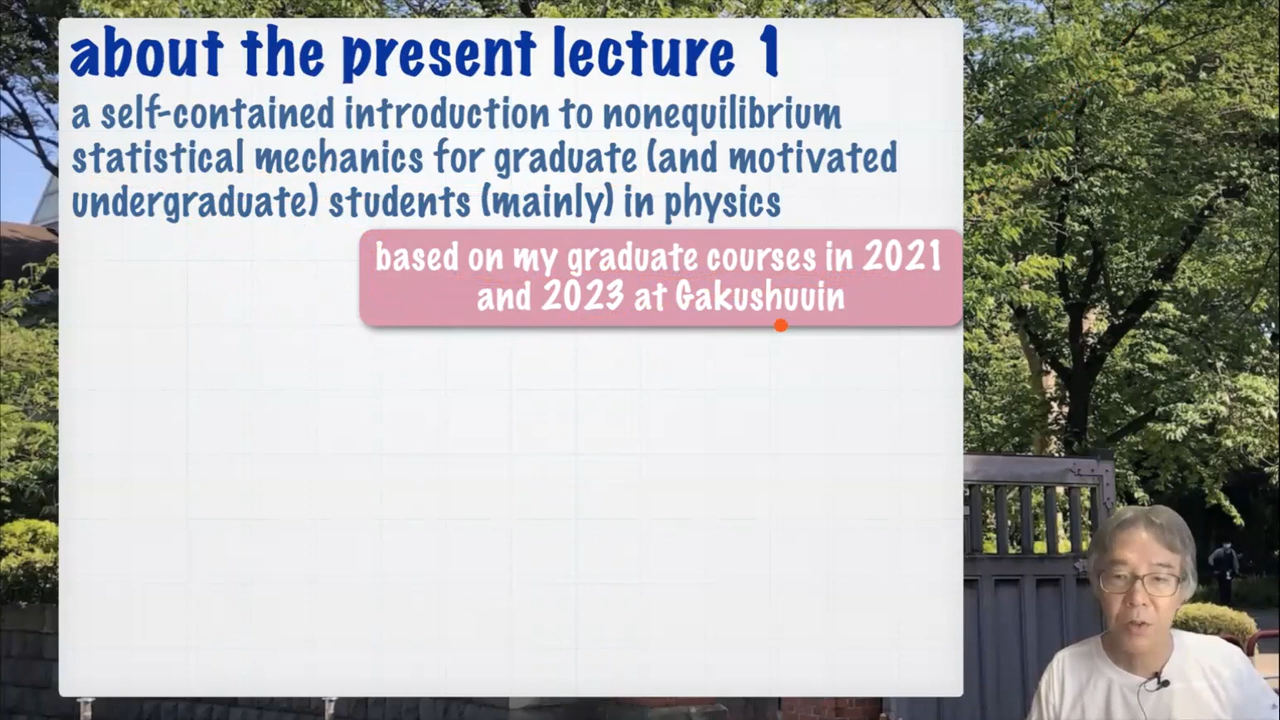 about the present lecture 1
a self-contained introduction to nonequilibrium
statistical mechanics for graduate (and motivated
undergraduate) students (mainly) in physics
based on my graduate courses in 2021
and 2023 at Gakushuuin